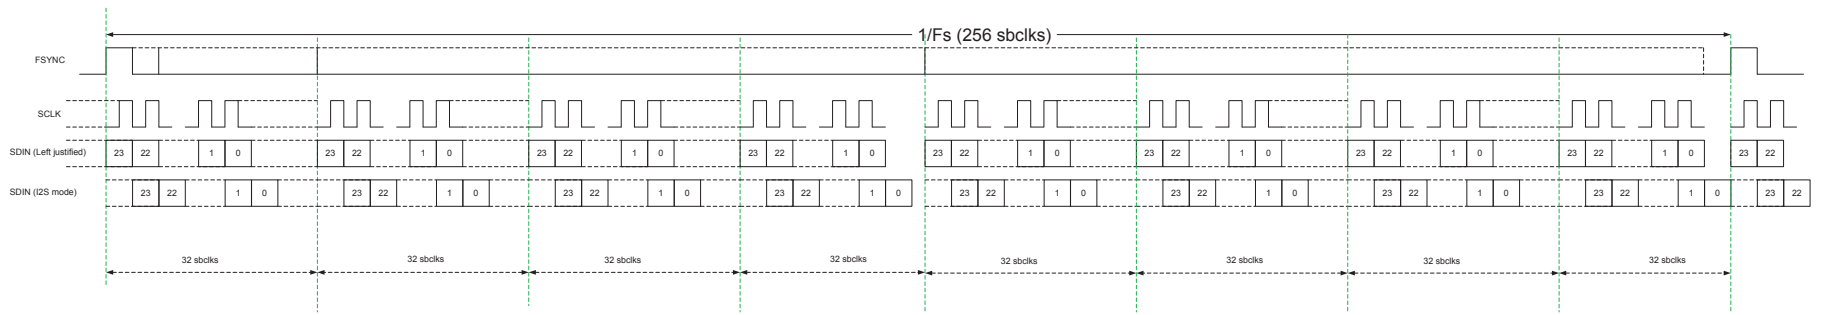 1/Fs (256 sbclks)
FSYNC
SCLK
SDIN (Left justified) 23 22 1 0 23 22 1 0 23 22 1 0 23 22 1 0 23 22 1 0 23 22 1 0 23 22 1 0 23 22 1 0 23 22
SDIN (I2S mode) 23 22 1 0 23 22 1 0 23 22 1 0 23 22 1 0 23 22 1 0 23 22 1 0 23 22 1 0 23 22 1 0 23 22
32 sbclks 32 sbclks 32 sbclks 32 sbclks 32 sbclks 32 sbclks 32 sbclks 32 sbclks